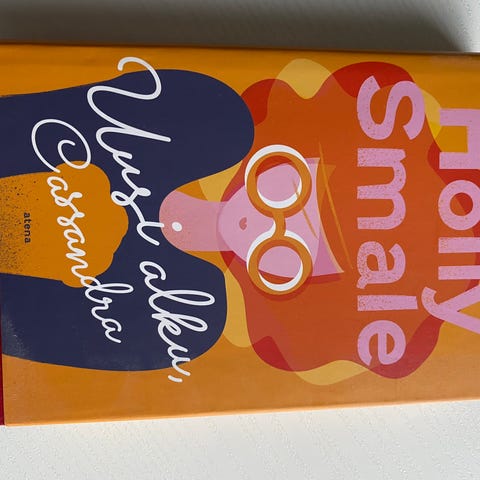 Holly
Smale
Uusi alku,
Cassandra
atena